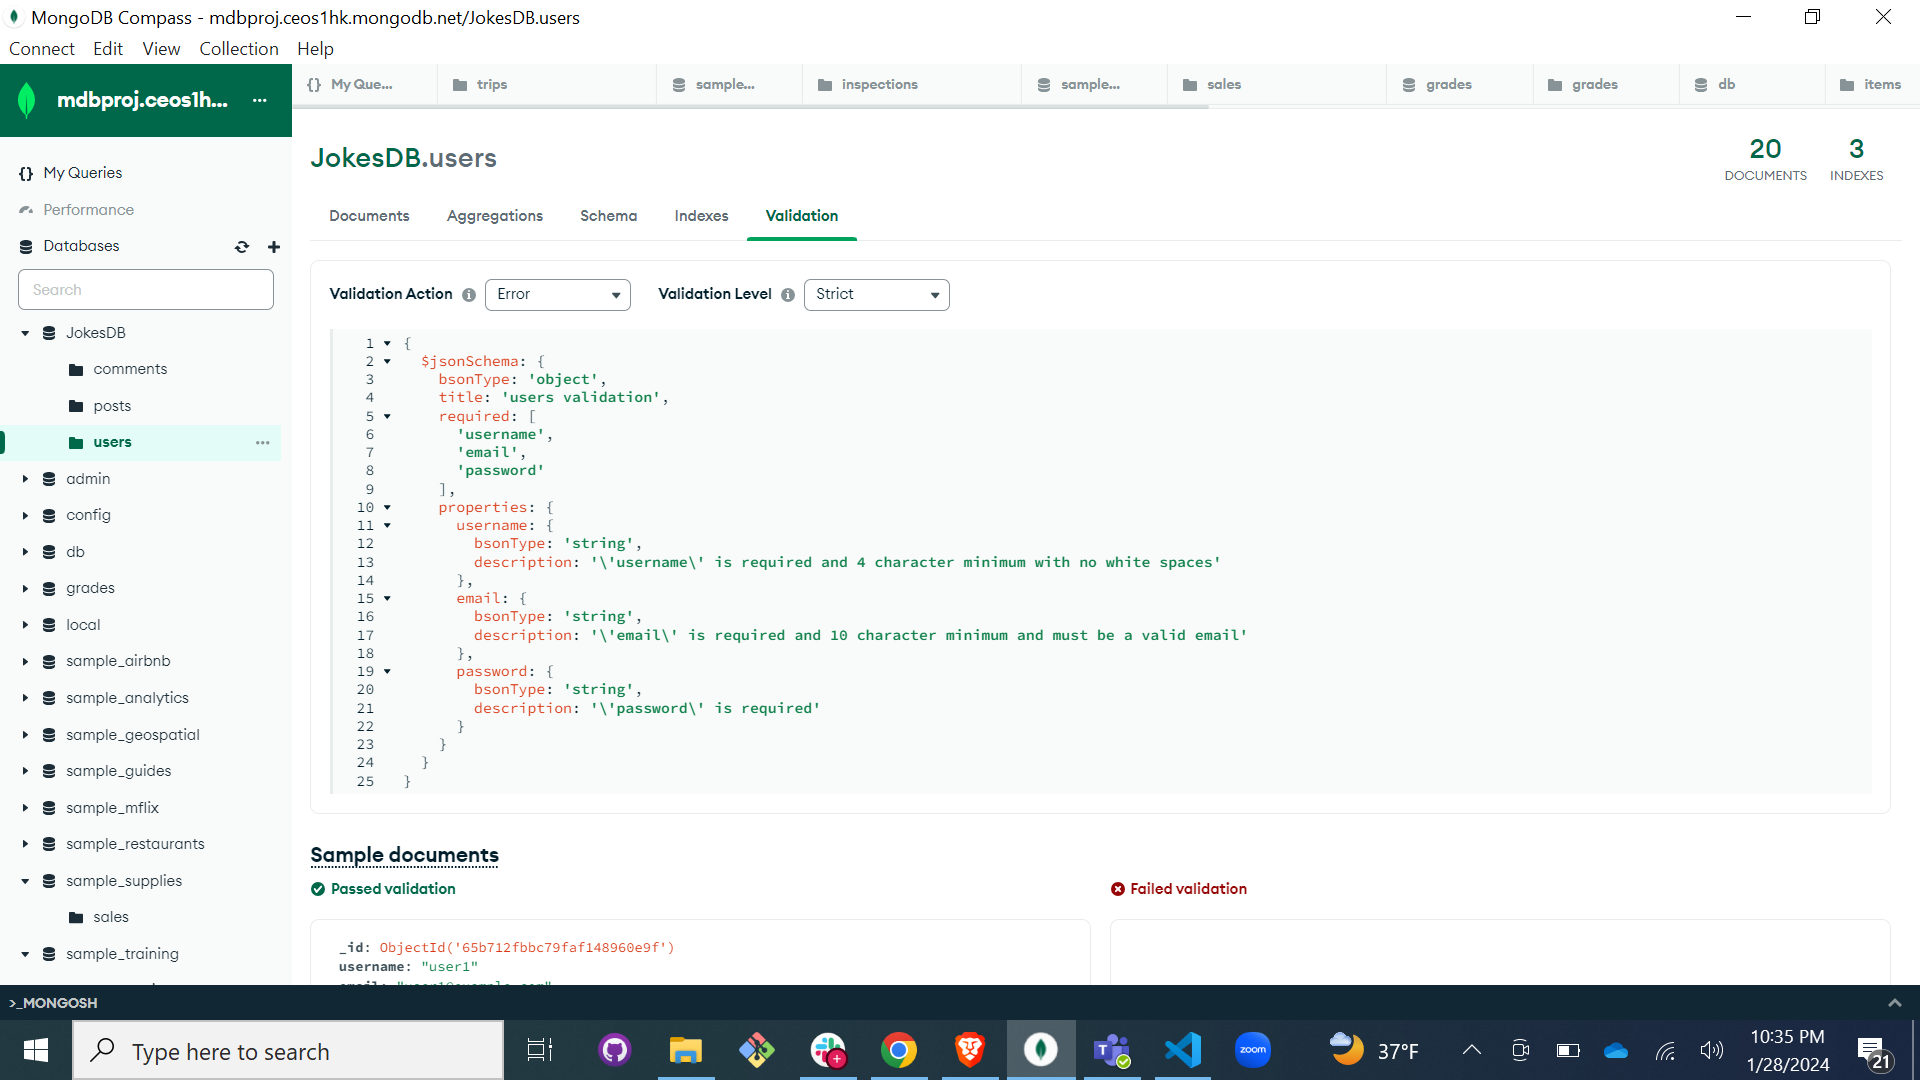 MongoDB Compass - mdbproj.ceos1hk.mongodb.net/JokesDB.users
Connect Edit View Collection Help
mdbproj.ceos1h... ...
{} My Que... trips sample... inspections sample... sales grades grades db items
{} My Queries
Performance
Databases
Search
JokesDB
comments
posts
users ...
admin
config
db
grades
local
sample_airbnb
sample_analytics
sample_geospatial
sample_guides
sample_mflix
sample_restaurants
sample_supplies
sales
sample_training
JokesDB.users
20 DOCUMENTS
3 INDEXES
Documents Aggregations Schema Indexes Validation
Validation Action Error Validation Level Strict
1 {
2 $jsonSchema: {
3 bsonType: 'object',
4 title: 'users validation',
5 required: [
6 'username',
7 'email',
8 'password'
9 ],
10 properties: {
11 username: {
12 bsonType: 'string',
13 description: '\'username\' is required and 4 character minimum with no white spaces'
14 },
15 email: {
16 bsonType: 'string',
17 description: '\'email\' is required and 10 character minimum and must be a valid email'
18 },
19 password: {
20 bsonType: 'string',
21 description: '\'password\' is required'
22 }
23 }
24 }
25 }
Sample documents
Passed validation
Failed validation
_id: ObjectId('65b712fbbc79faf148960e9f')
username: "user1"
>_MONGOSH
Type here to search
zoom
37°F
10:35 PM
1/28/2024
21